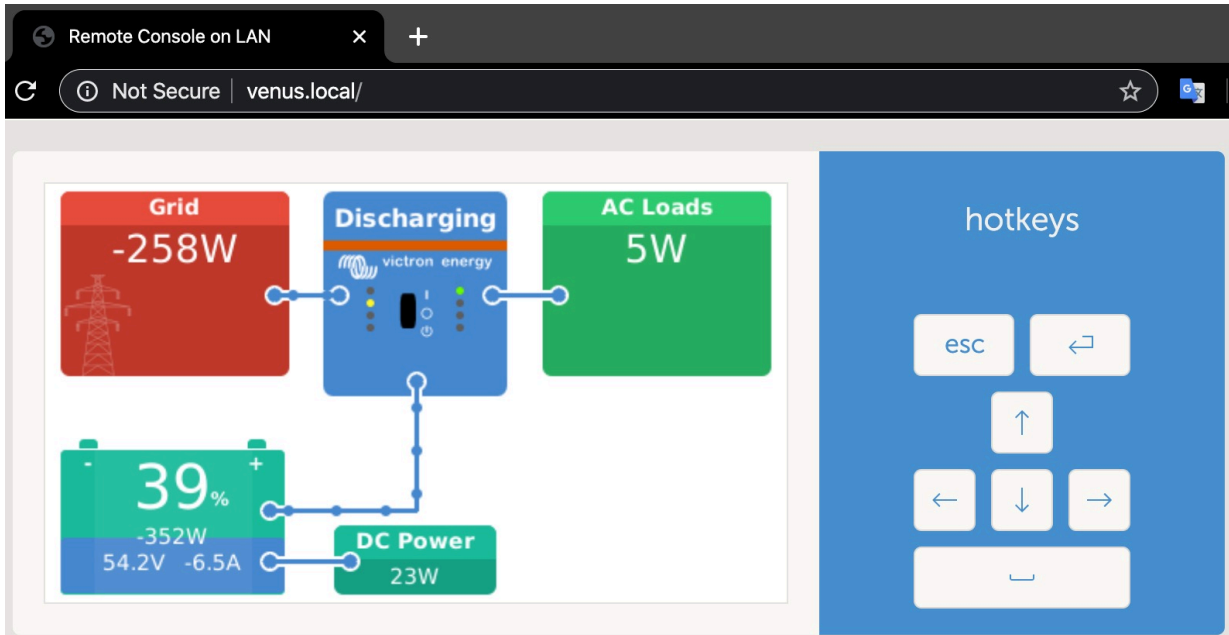 Remote Console on LAN
Not Secure venus.local/
Grid
-258W
Discharging
victron energy
AC Loads
5W
hotkeys
esc
- +
39%
-352W
54.2V -6.5A
DC Power
23W